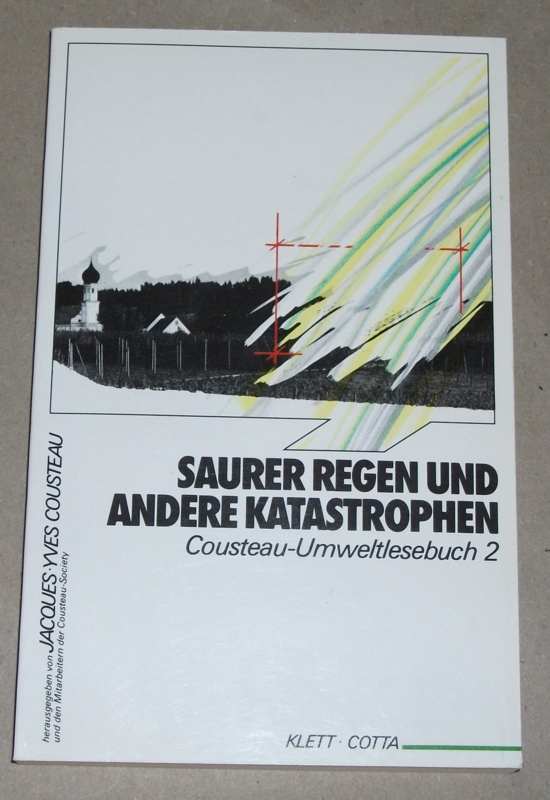 SAURER REGEN UND
ANDERE KATASTROPHEN
Cousteau-Umweltlesebuch 2
herausgegeben von JACQUES-YVES COUSTEAU
und den Mitarbeitern der Cousteau-Society
KLETT · COTTA